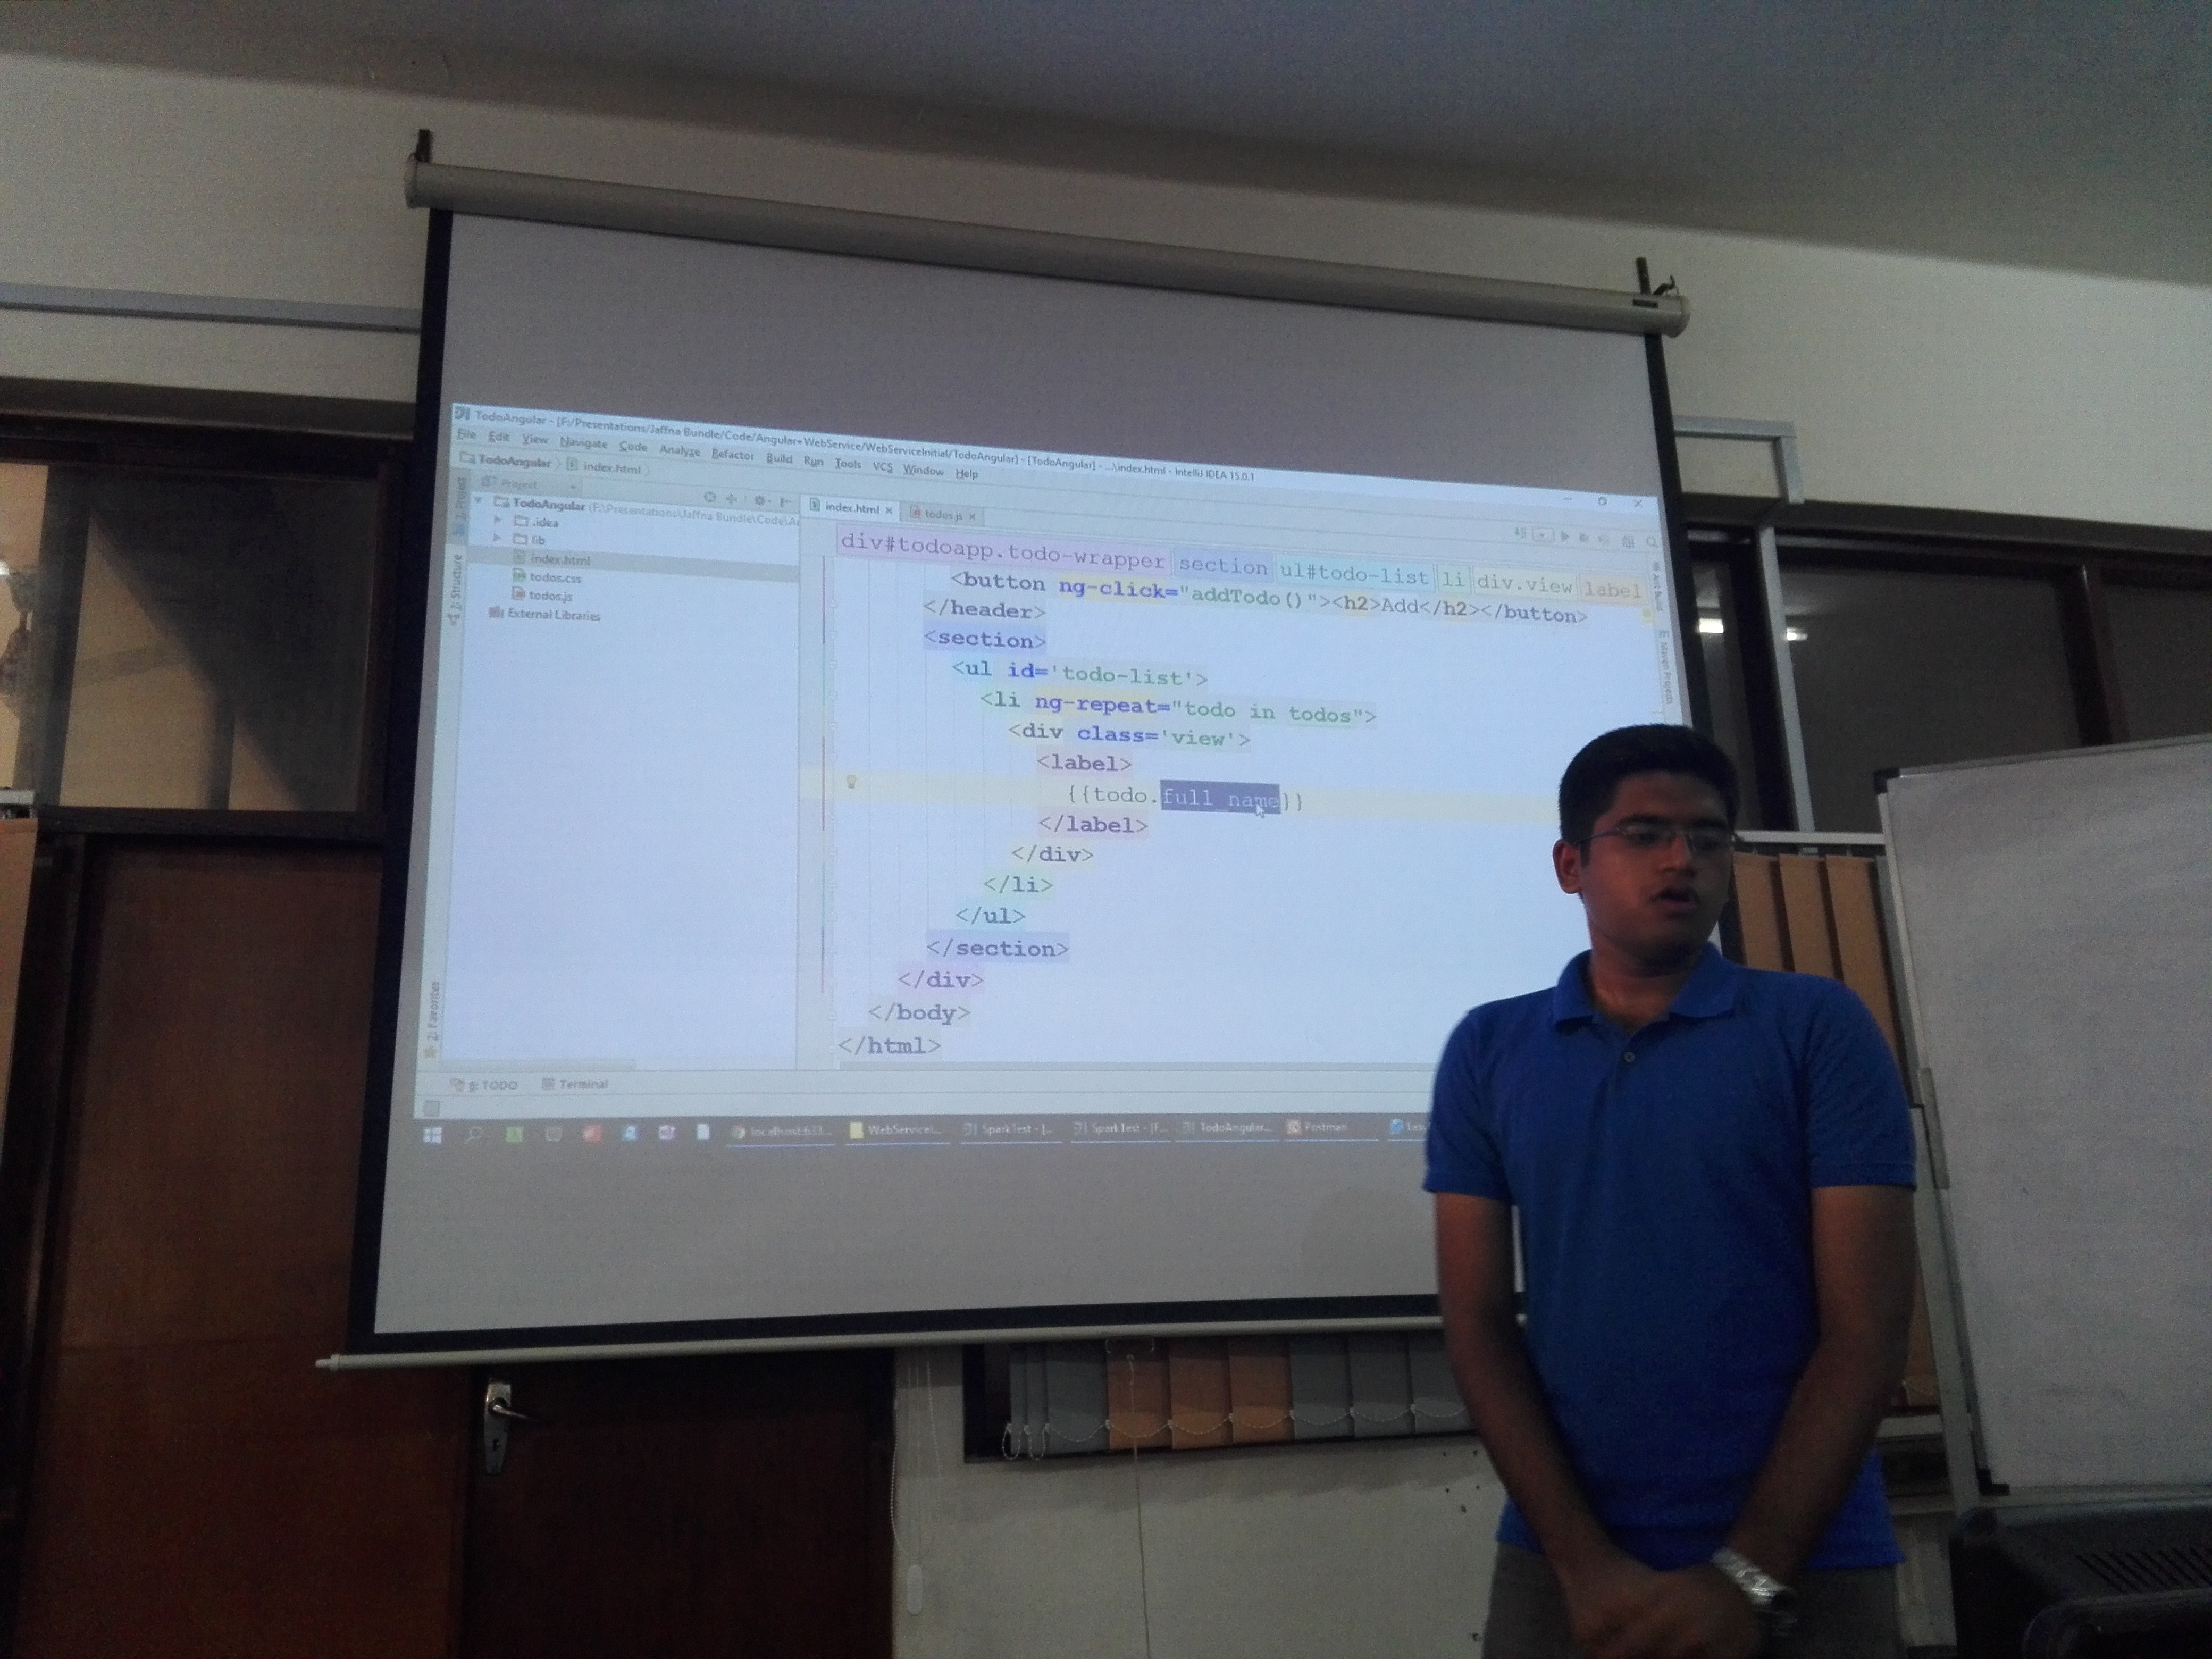 TodoAngular - [F:/Presentations/Jaffna Bundle/Code/Angular+WebService/WebServiceInitial/TodoAngular] - [TodoAngular] - ...\index.html - IntelliJ IDEA 15.0.1
File Edit View Navigate Code Analyze Refactor Build Run Tools VCS Window Help
TodoAngular index.html
Project
1: Project
TodoAngular (F:\Presentations\Jaffna Bundle\Code\A
.idea
lib
index.html
todos.css
todos.js
External Libraries
2: Structure
2: Favorites
index.html todos.js
div#todoapp.todo-wrapper section ul#todo-list li div.view label
<button ng-click="addTodo()"><h2>Add</h2></button>
</header>
<section>
<ul id='todo-list'>
<li ng-repeat="todo in todos">
<div class='view'>
<label>
{{todo.full_name}}
</label>
</div>
</li>
</ul>
</section>
</div>
</body>
</html>
Ant Build
Maven Projects
6: TODO Terminal
localhost:633... WebServiceI... SparkTest - [... SparkTest - [F... TodoAngular... Postman